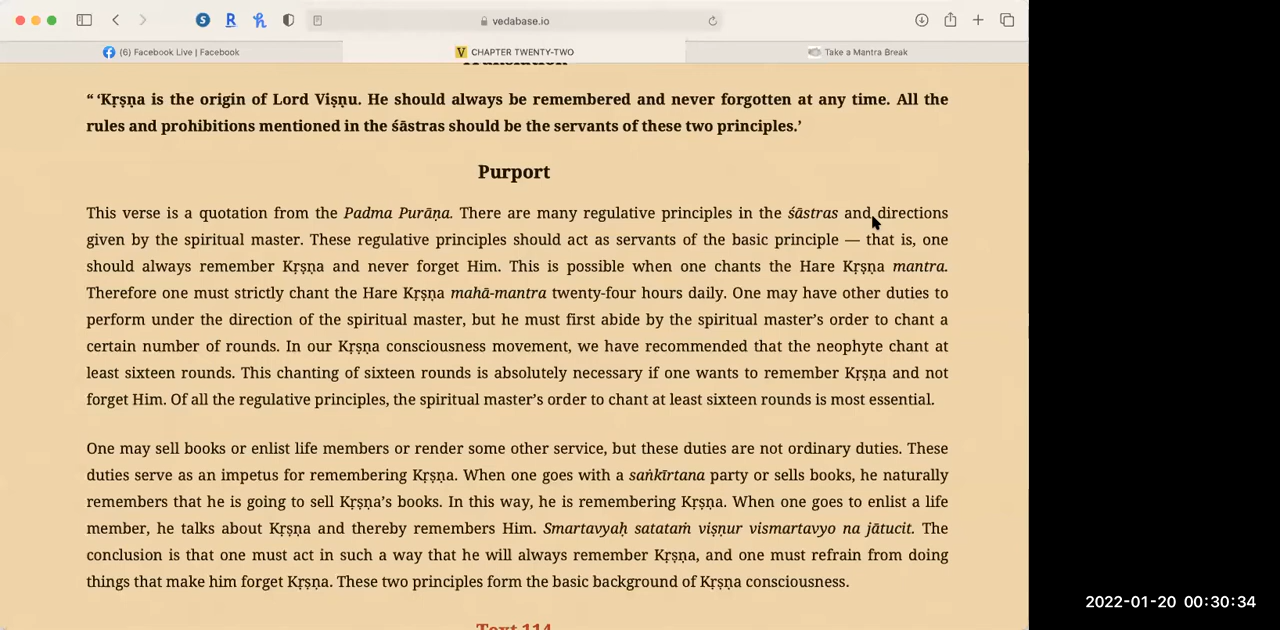 vedabase.io
(6) Facebook Live | Facebook
CHAPTER TWENTY-TWO
Take a Mantra Break
Translation
“ ‘Kṛṣṇa is the origin of Lord Viṣṇu. He should always be remembered and never forgotten at any time. All the
rules and prohibitions mentioned in the śāstras should be the servants of these two principles.’
Purport
This verse is a quotation from the Padma Purāṇa. There are many regulative principles in the śāstras and directions
given by the spiritual master. These regulative principles should act as servants of the basic principle — that is, one
should always remember Kṛṣṇa and never forget Him. This is possible when one chants the Hare Kṛṣṇa mantra.
Therefore one must strictly chant the Hare Kṛṣṇa mahā-mantra twenty-four hours daily. One may have other duties to
perform under the direction of the spiritual master, but he must first abide by the spiritual master’s order to chant a
certain number of rounds. In our Kṛṣṇa consciousness movement, we have recommended that the neophyte chant at
least sixteen rounds. This chanting of sixteen rounds is absolutely necessary if one wants to remember Kṛṣṇa and not
forget Him. Of all the regulative principles, the spiritual master’s order to chant at least sixteen rounds is most essential.
One may sell books or enlist life members or render some other service, but these duties are not ordinary duties. These
duties serve as an impetus for remembering Kṛṣṇa. When one goes with a saṅkīrtana party or sells books, he naturally
remembers that he is going to sell Kṛṣṇa’s books. In this way, he is remembering Kṛṣṇa. When one goes to enlist a life
member, he talks about Kṛṣṇa and thereby remembers Him. Smartavyaḥ satataṁ viṣṇur vismartavyo na jātucit. The
conclusion is that one must act in such a way that he will always remember Kṛṣṇa, and one must refrain from doing
things that make him forget Kṛṣṇa. These two principles form the basic background of Kṛṣṇa consciousness.
Text 114
2022-01-20 00:30:34